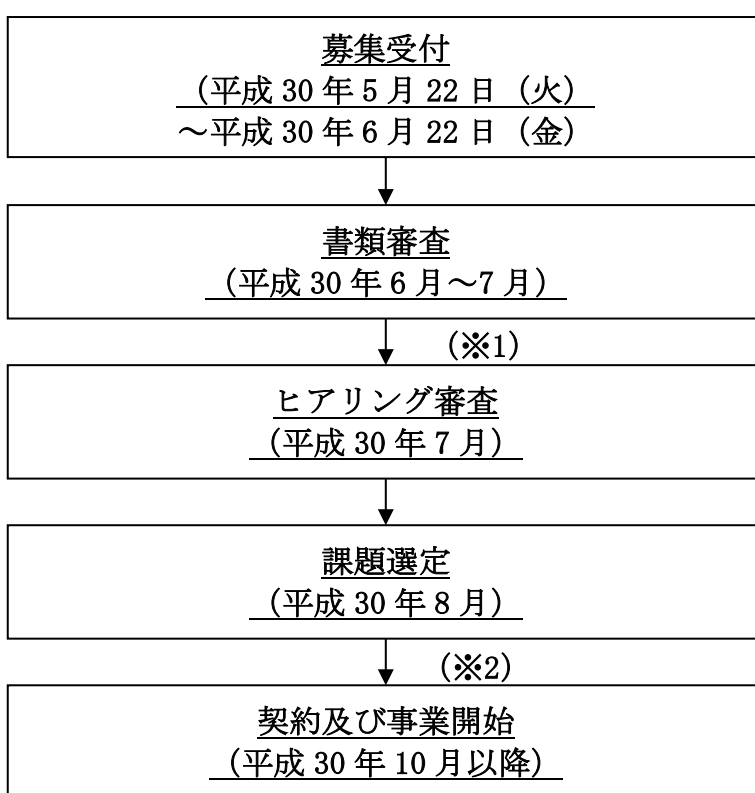 募集受付
（平成 30 年 5 月 22 日（火）
～平成 30 年 6 月 22 日（金）
書類審査
（平成 30 年 6 月～7 月）
（※1）
ヒアリング審査
（平成 30 年 7 月）
課題選定
（平成 30 年 8 月）
（※2）
契約及び事業開始
（平成 30 年 10 月以降）